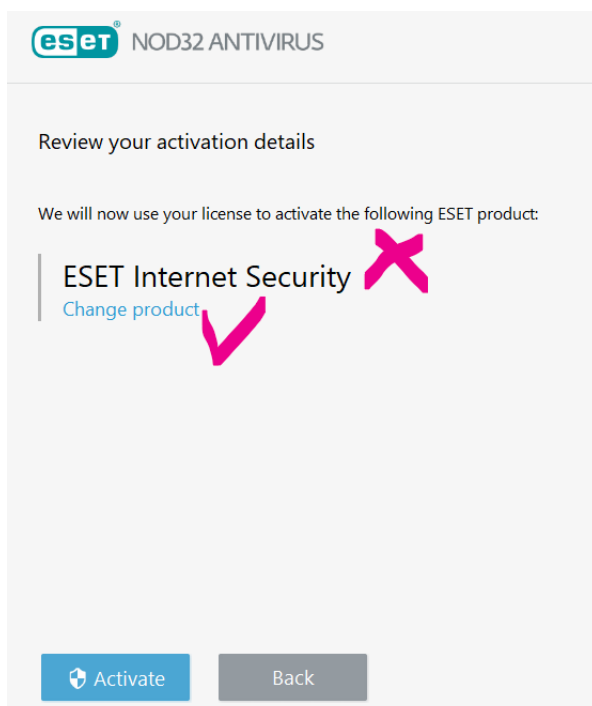 eset® NOD32 ANTIVIRUS
Review your activation details
We will now use your license to activate the following ESET product:
ESET Internet Security
Change product
Activate Back